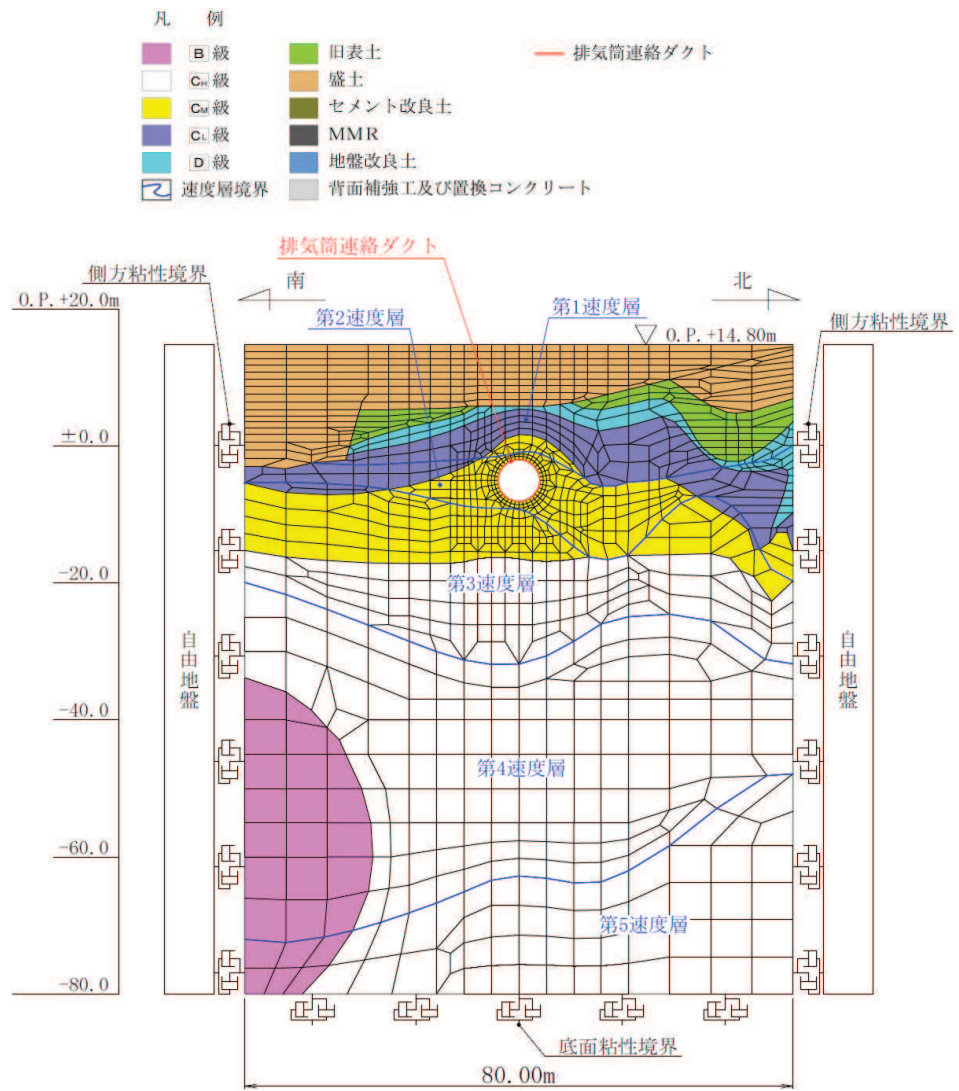 凡 例
B 級
CH 級
CM 級
CL 級
D 級
速度層境界
旧表土
盛土
セメント改良土
MMR
地盤改良土
背面補強工及び置換コンクリート
排気筒連絡ダクト
排気筒連絡ダクト
側方粘性境界
南
北
O.P.+20.0m
第2速度層
第1速度層
O.P.+14.80m
側方粘性境界
±0.0
-20.0
第3速度層
自由地盤
自由地盤
-40.0
第4速度層
-60.0
第5速度層
-80.0
底面粘性境界
80.00m